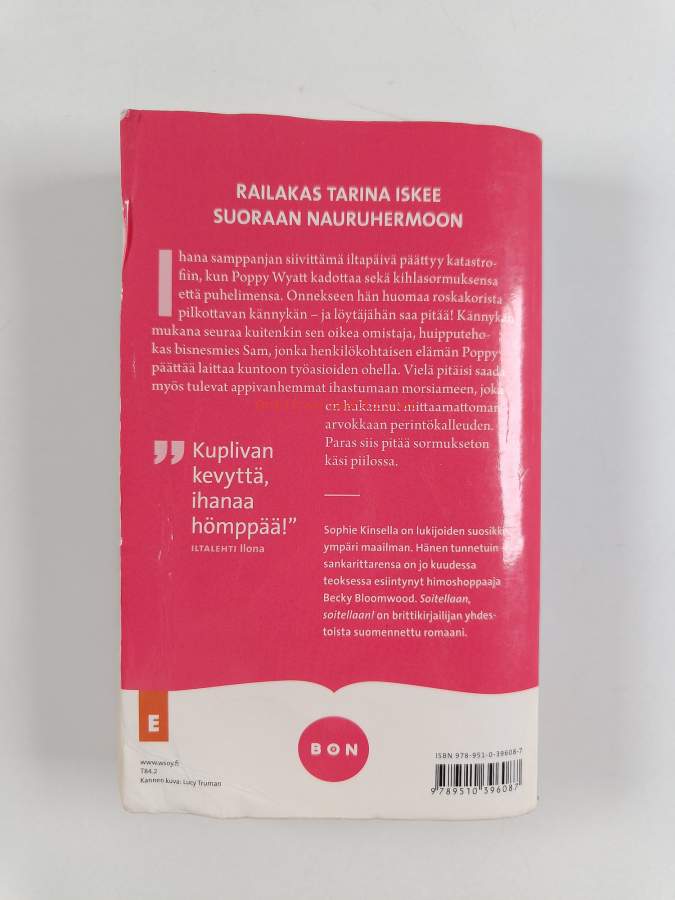 RAILAKAS TARINA ISKEE
SUORAAN NAURUHERMOON
Ihana samppanjan siivittämä iltapäivä päättyy katastro-
fiin, kun Poppy Wyatt kadottaa sekä kihlasormuksensa
että puhelimensa. Onnekseen hän huomaa roskakorista
pilkottavan kännykän – ja löytäjähän saa pitää! Kännykän
mukana seuraa kuitenkin sen oikea omistaja, huipputeho-
kas bisnesmies Sam, jonka henkilökohtaisen elämän Poppy
päättää laittaa kuntoon työasioiden ohella. Vielä pitäisi saada
myös tulevat appivanhemmat ihastumaan morsiameen, joka
on hukannut mittaamattoman
arvokkaan perintökalleuden.
Paras siis pitää sormukseton
käsi piilossa.
”Kuplivan
kevyttä,
ihanaa
hömppää!”
ILTALEHTI Ilona
Sophie Kinsella on lukijoiden suosikki
ympäri maailman. Hänen tunnetuin
sankarittarensa on jo kuudessa
teoksessa esiintynyt himoshoppaaja
Becky Bloomwood. Soitellaan,
soitellaan! on brittikirjailijan yhdes-
toista suomennettu romaani.
E
BON
www.wsoy.fi
T84.2
Kannen kuva: Lucy Truman
ISBN 978-951-0-39608-7
9 789510 396087